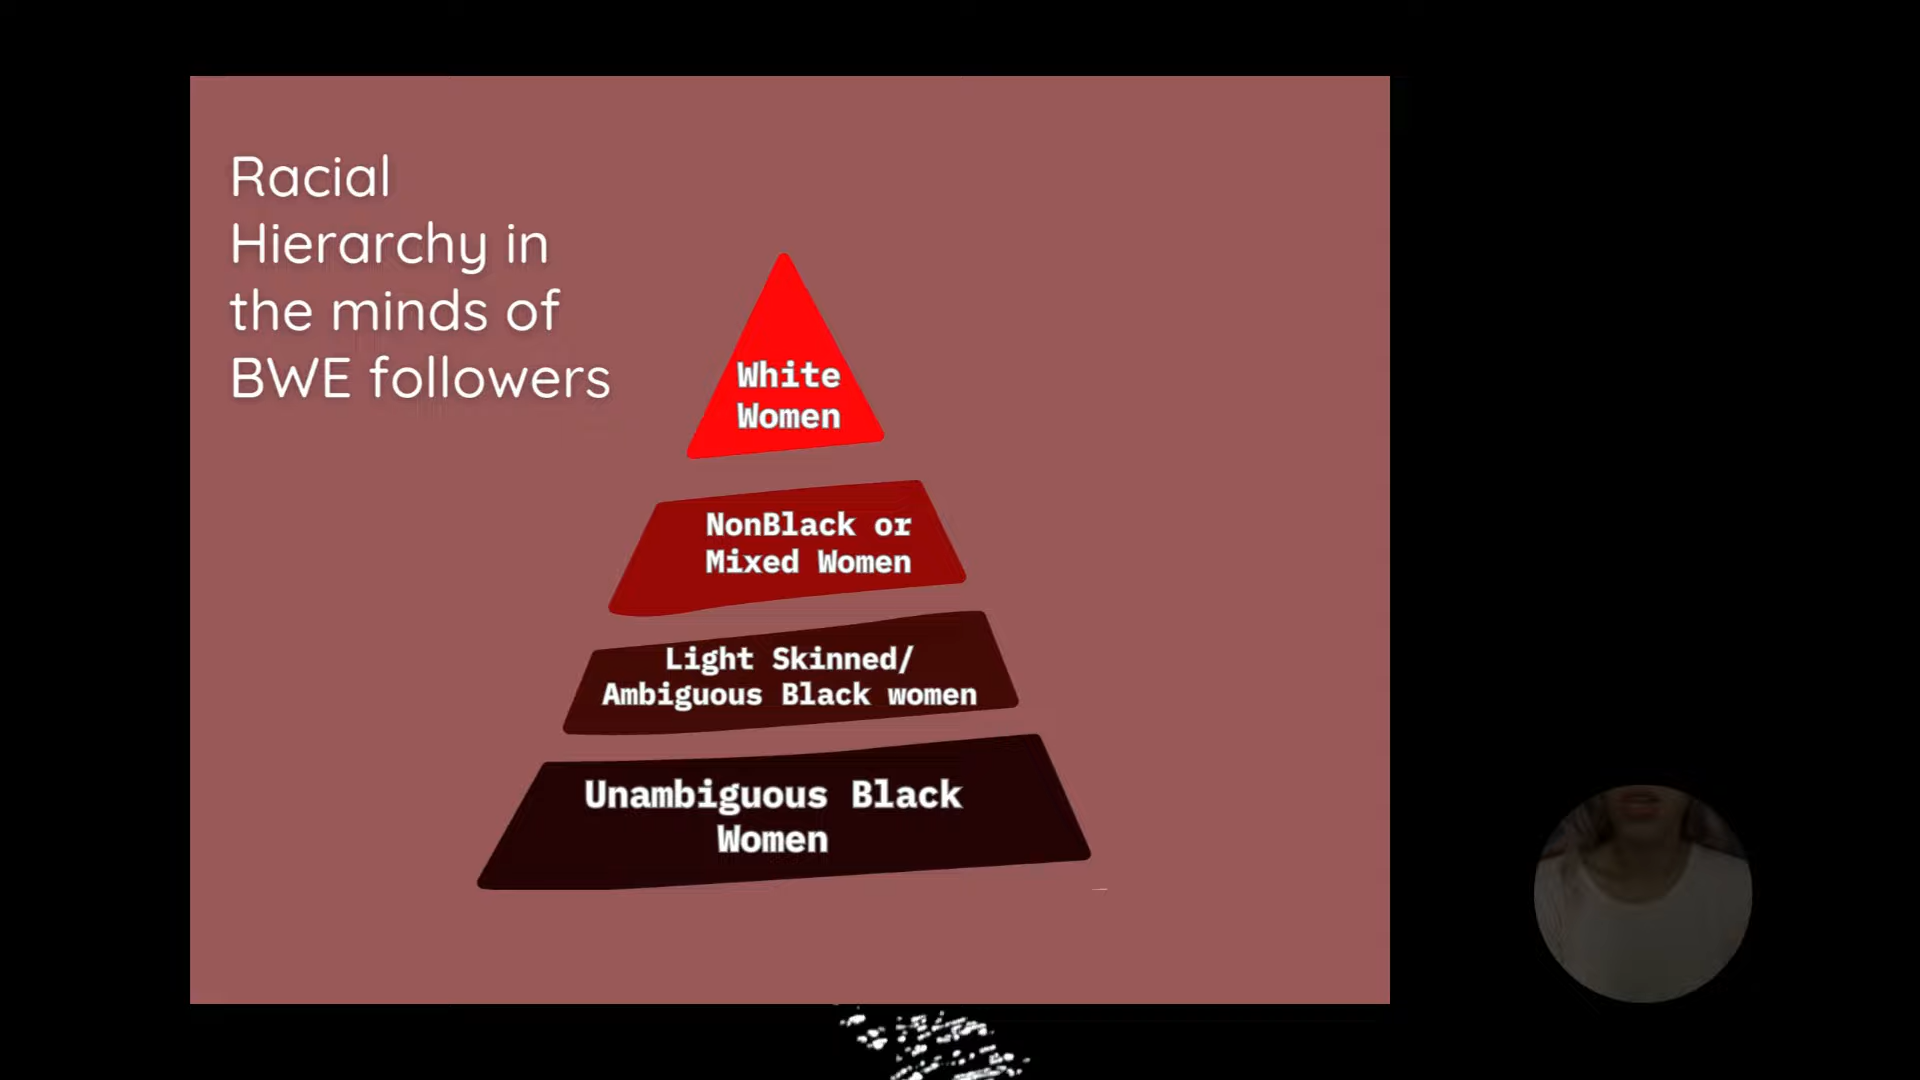 Racial
Hierarchy in
the minds of
BWE followers
White
Women
NonBlack or
Mixed Women
Light Skinned/
Ambiguous Black women
Unambiguous Black
Women